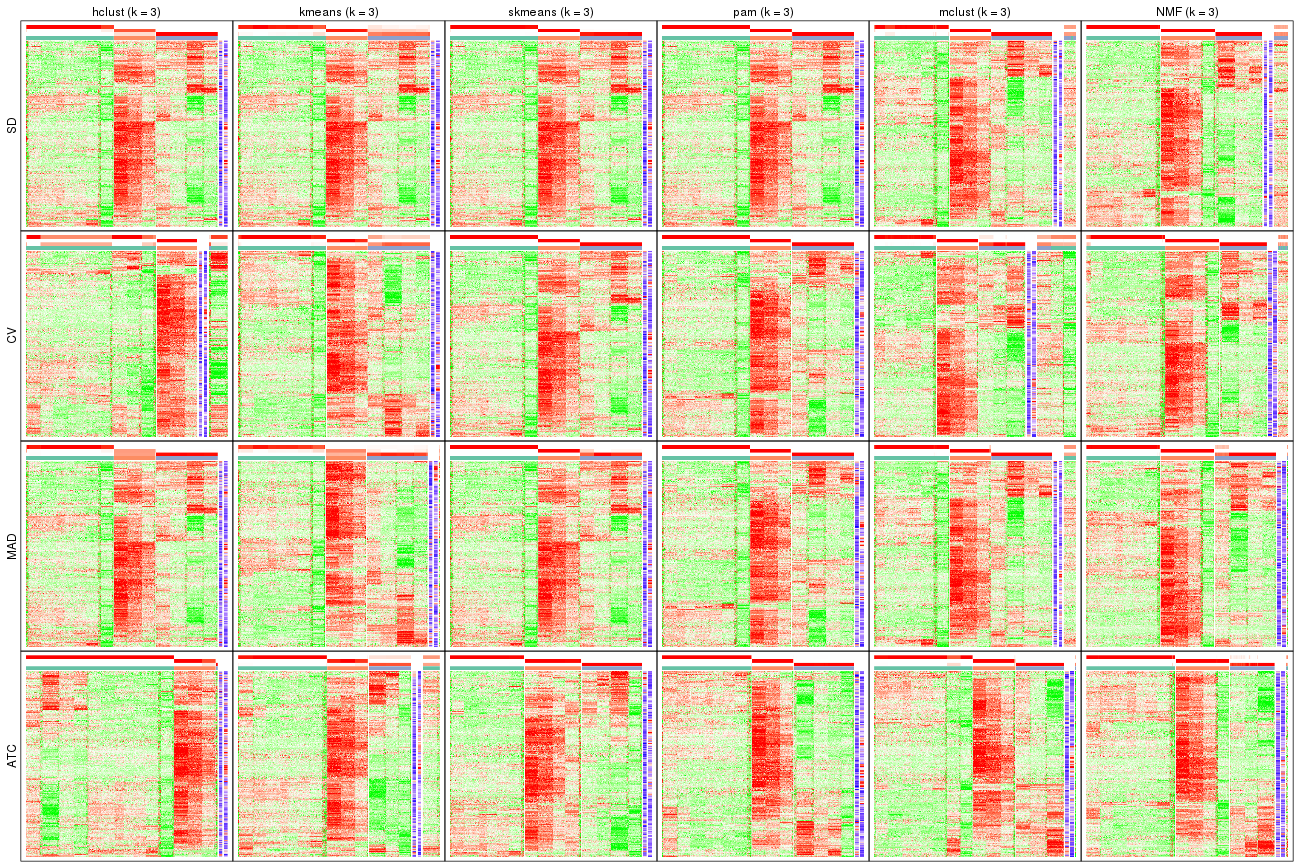 hclust (k = 3) kmeans (k = 3) skmeans (k = 3) pam (k = 3) mclust (k = 3) NMF (k = 3)
SD
CV
MAD
ATC